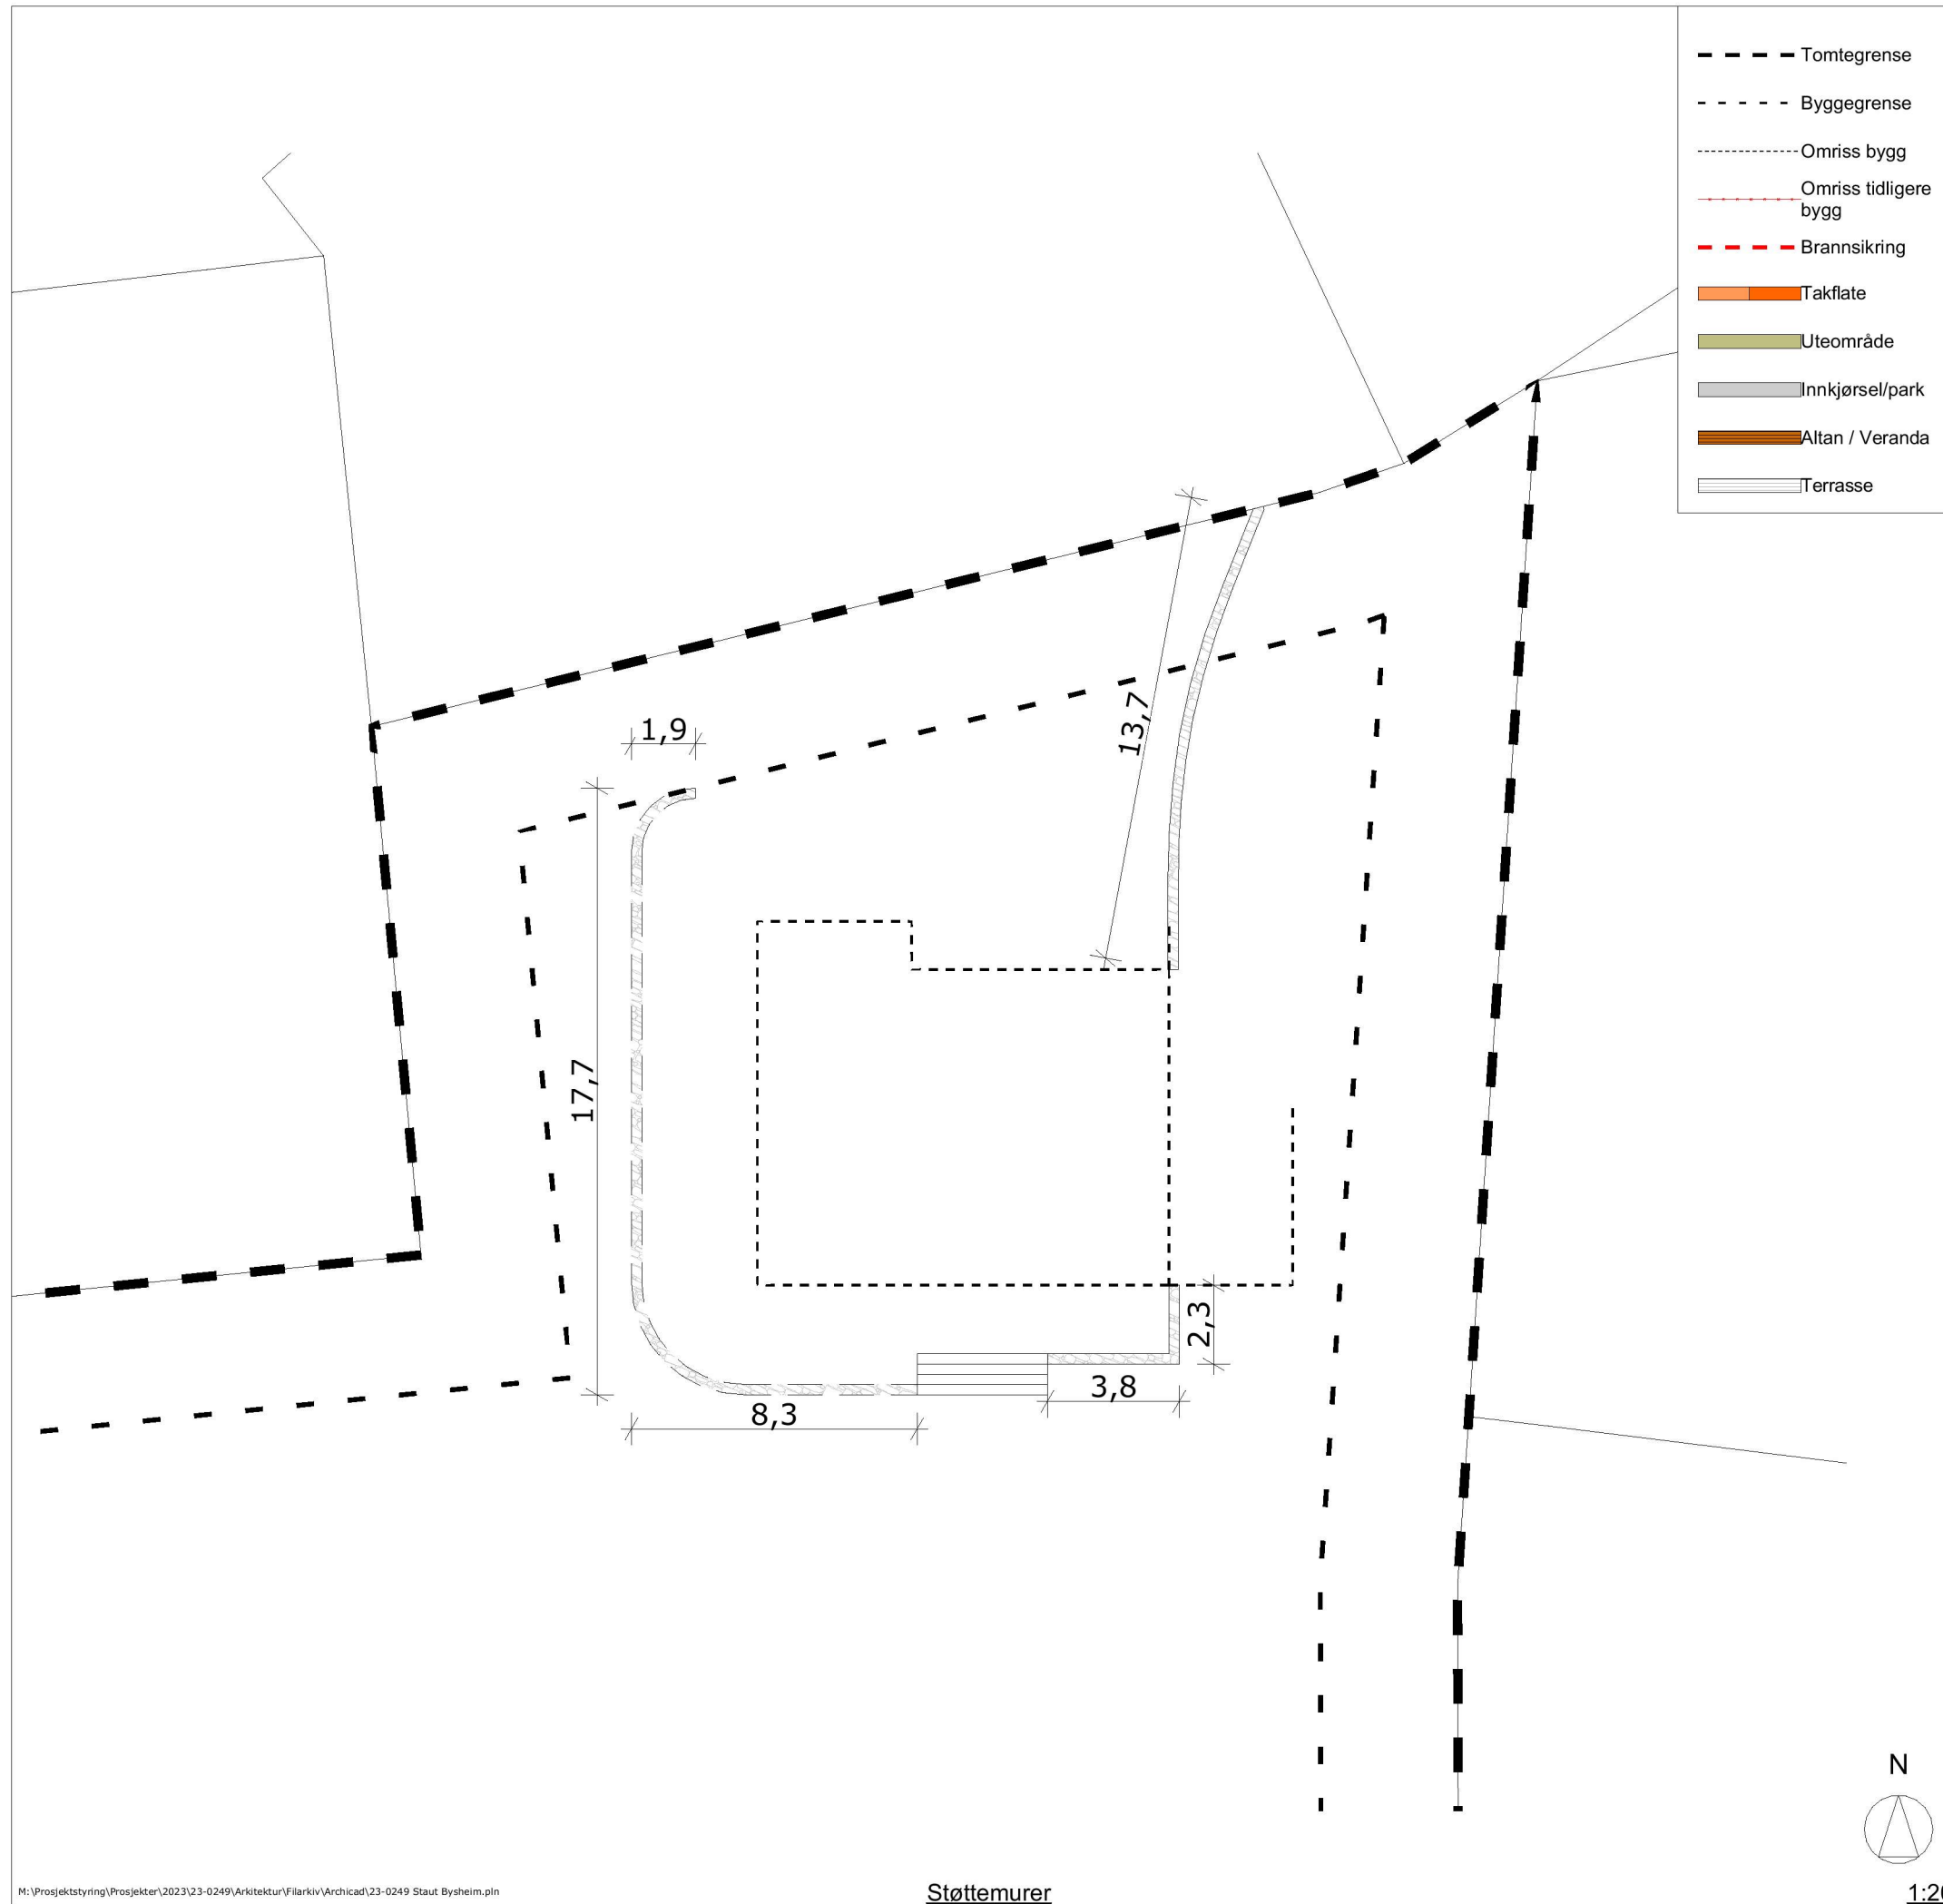 Tomtegrense
Byggegrense
Omriss bygg
Omriss tidligere
bygg
Brannsikring
Takflate
Uteområde
Innkjørsel/park
Altan / Veranda
Terrasse
1,9
13,7
17,7
2,3
3,8
8,3
N
M:\Prosjektstyring\Prosjekter\2023\23-0249\Arkitektur\Filarkiv\Archicad\23-0249 Staut Bysheim.pln
Støttemurer